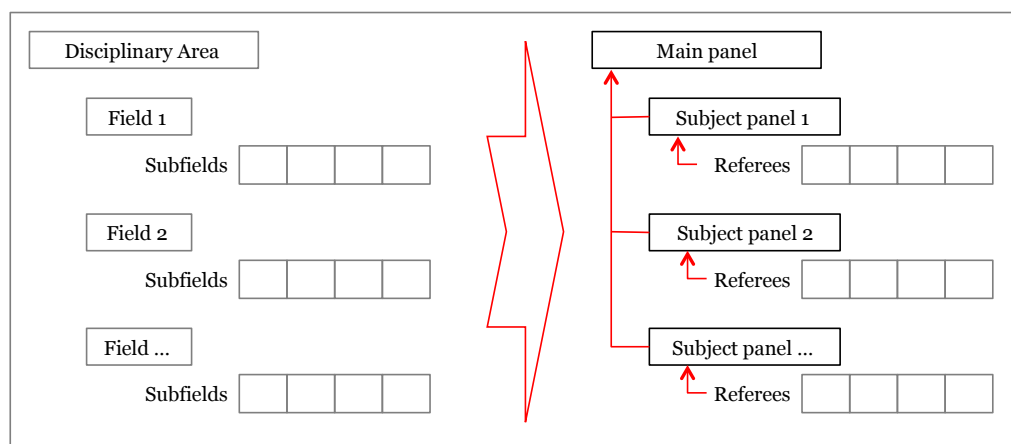 Disciplinary Area
Field 1
Subfields
Field 2
Subfields
Field ...
Subfields
Main panel
Subject panel 1
Referees
Subject panel 2
Referees
Subject panel ...
Referees